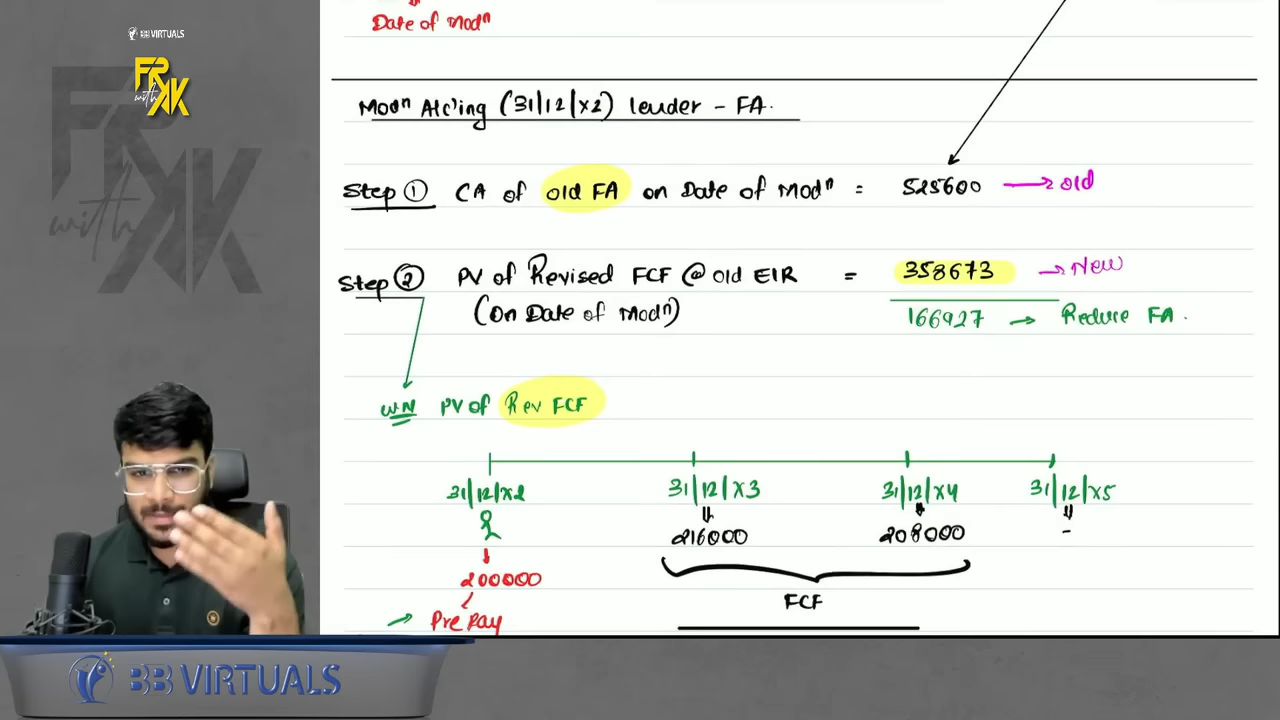 BB VIRTUALS
FR
with AK
Date of Modⁿ
Modⁿ Alc'ing (31/12/x2) lender - FA.
Step ① CA of old FA on Date of Modⁿ = 525600 → old
Step ② PV of Revised FCF @ old EIR = 358673 → New
(On Date of Modⁿ) 166927 → Reduce FA.
WN PV of Rev FCF
31/12/x2 31/12/x3 31/12/x4 31/12/x5
216000 208000 -
200000
FCF
→ Pre Pay
BB VIRTUALS